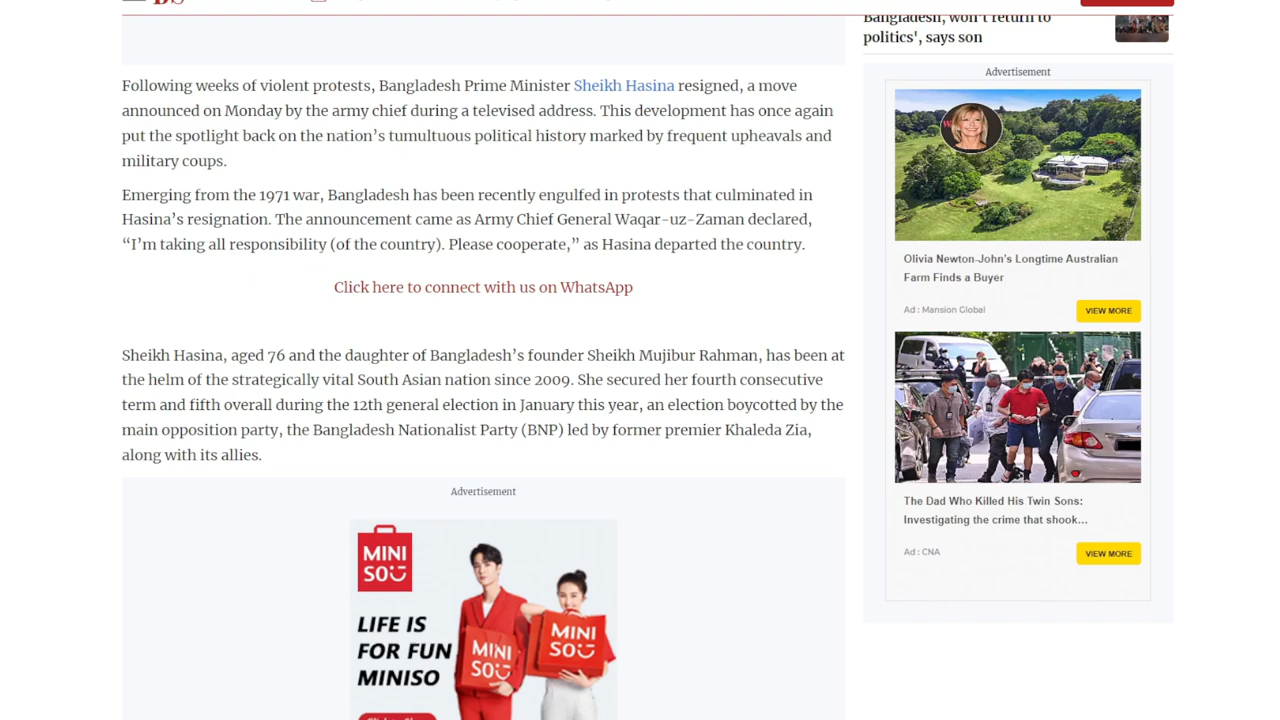 Bangladesh, won't return to
politics', says son
Following weeks of violent protests, Bangladesh Prime Minister Sheikh Hasina resigned, a move
announced on Monday by the army chief during a televised address. This development has once again
put the spotlight back on the nation’s tumultuous political history marked by frequent upheavals and
military coups.
Emerging from the 1971 war, Bangladesh has been recently engulfed in protests that culminated in
Hasina’s resignation. The announcement came as Army Chief General Waqar-uz-Zaman declared,
“I’m taking all responsibility (of the country). Please cooperate,” as Hasina departed the country.
Click here to connect with us on WhatsApp
Sheikh Hasina, aged 76 and the daughter of Bangladesh’s founder Sheikh Mujibur Rahman, has been at
the helm of the strategically vital South Asian nation since 2009. She secured her fourth consecutive
term and fifth overall during the 12th general election in January this year, an election boycotted by the
main opposition party, the Bangladesh Nationalist Party (BNP) led by former premier Khaleda Zia,
along with its allies.
Advertisement
MINI
SO
LIFE IS
FOR FUN
MINISO
MINI
SO
MINI
SO
Advertisement
Olivia Newton-John's Longtime Australian
Farm Finds a Buyer
Ad : Mansion Global
VIEW MORE
The Dad Who Killed His Twin Sons:
Investigating the crime that shook...
Ad : CNA
VIEW MORE